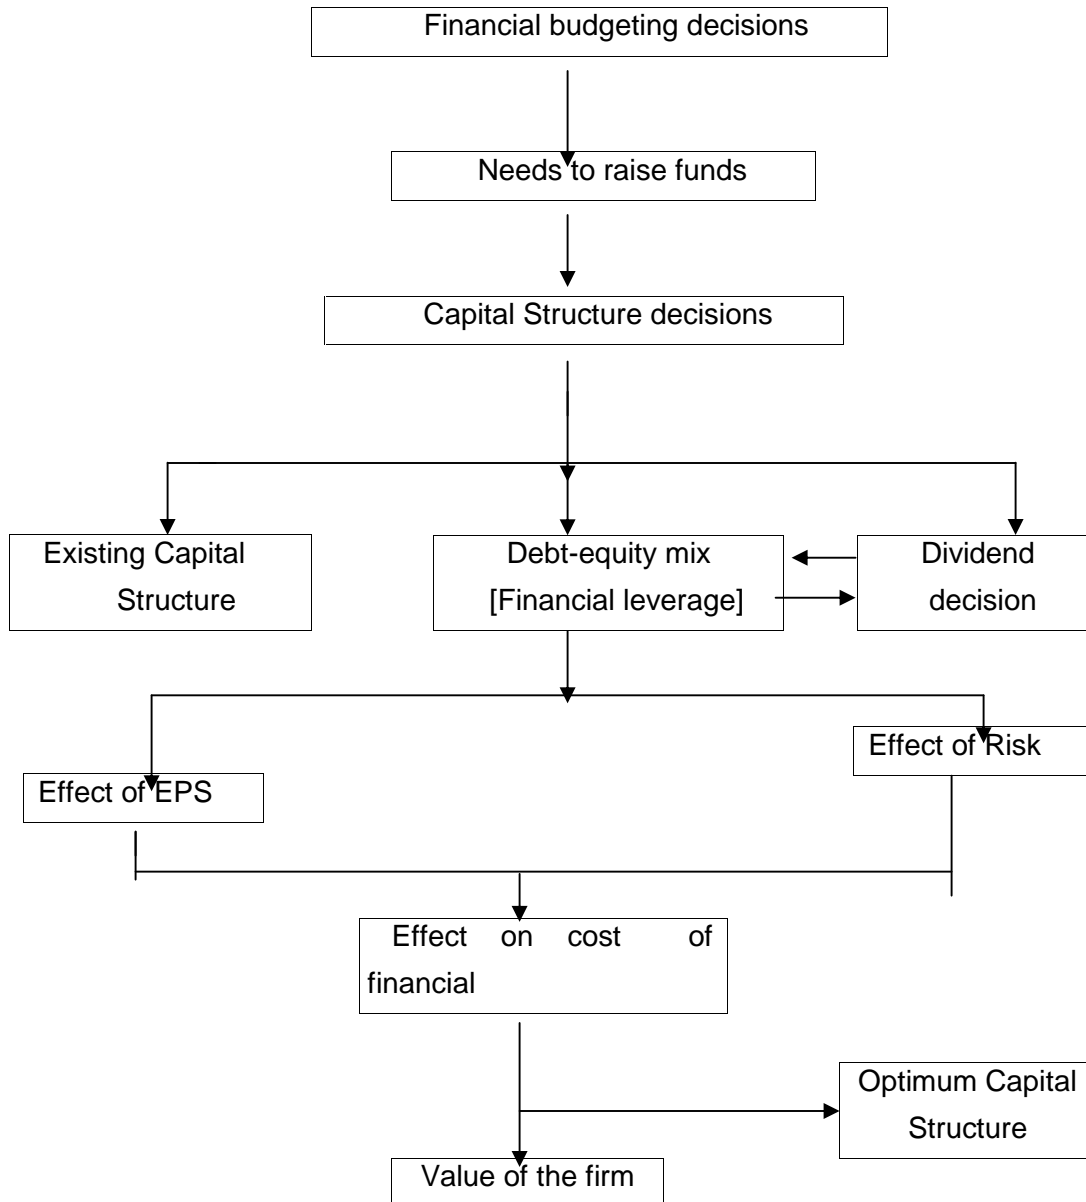 Financial budgeting decisions
Needs to raise funds
Capital Structure decisions
Existing Capital
Structure
Debt-equity mix
[Financial leverage]
Dividend
decision
Effect of Risk
Effect of EPS
Effect on cost of
financial
Optimum Capital
Structure
Value of the firm